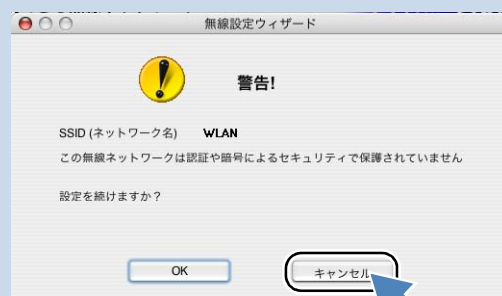 無線設定ウィザード
警告!
SSID (ネットワーク名) WLAN
この無線ネットワークは認証や暗号によるセキュリティで保護されていません
設定を続けますか？
OK キャンセル